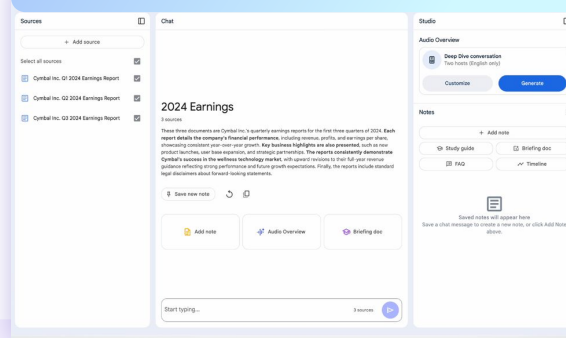 Sources
+ Add source
Select all sources
Cymbal Inc. Q1 2024 Earnings Report
Cymbal Inc. Q2 2024 Earnings Report
Cymbal Inc. Q3 2024 Earnings Report
Chat
2024 Earnings
3 sources
These three documents are Cymbal Inc.'s quarterly earnings reports for the first three quarters of 2024. Each
report details the company's financial performance, including revenue, profits, and earnings per share,
showcasing consistent year-over-year growth. Key business highlights are also presented, such as new
product launches, user base expansion, and strategic partnerships. The reports consistently demonstrate
Cymbal's success in the wellness technology market, with upward revisions to their full-year revenue
guidance reflecting strong performance and future growth expectations. Finally, the reports include standard
legal disclaimers about forward-looking statements.
Save new note
Add note
Audio Overview
Briefing doc
Start typing...
3 sources
Studio
Audio Overview
Deep Dive conversation
Two hosts (English only)
Customize
Generate
Notes
+ Add note
Study guide
Briefing doc
FAQ
Timeline
Saved notes will appear here
Save a chat message to create a new note, or click Add Note
above.